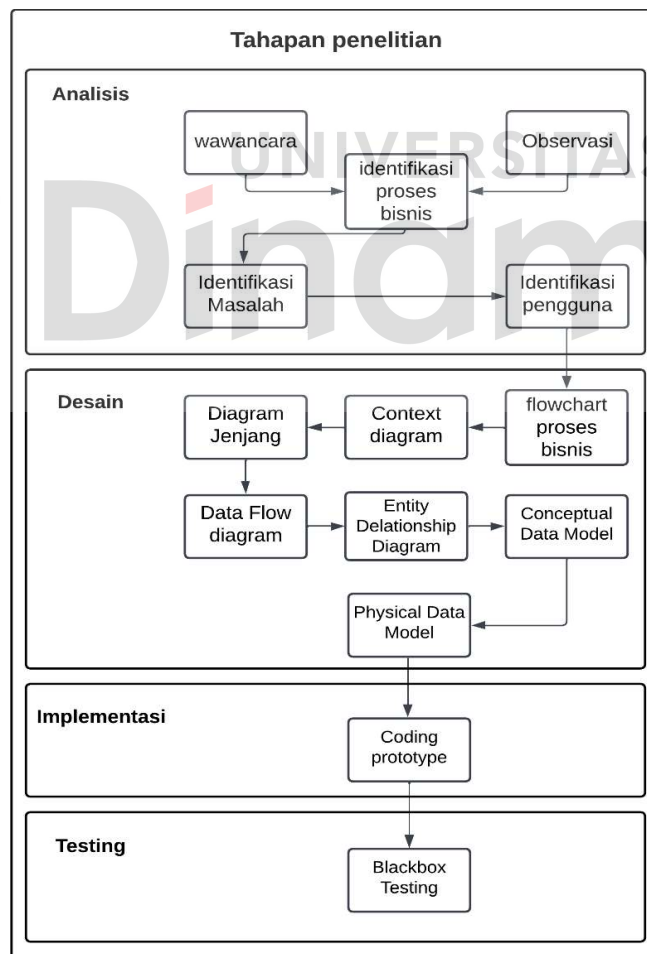 Tahapan penelitian
Analisis
wawancara
Observasi
UNIVERSITAS
identifikasi
proses
bisnis
Dinam
Identifikasi
Masalah
Identifikasi
pengguna
Desain
Diagram
Jenjang
Context
diagram
flowchart
proses
bisnis
Data Flow
diagram
Entity
Delationship
Diagram
Conceptual
Data Model
Physical Data
Model
Implementasi
Coding
prototype
Testing
Blackbox
Testing